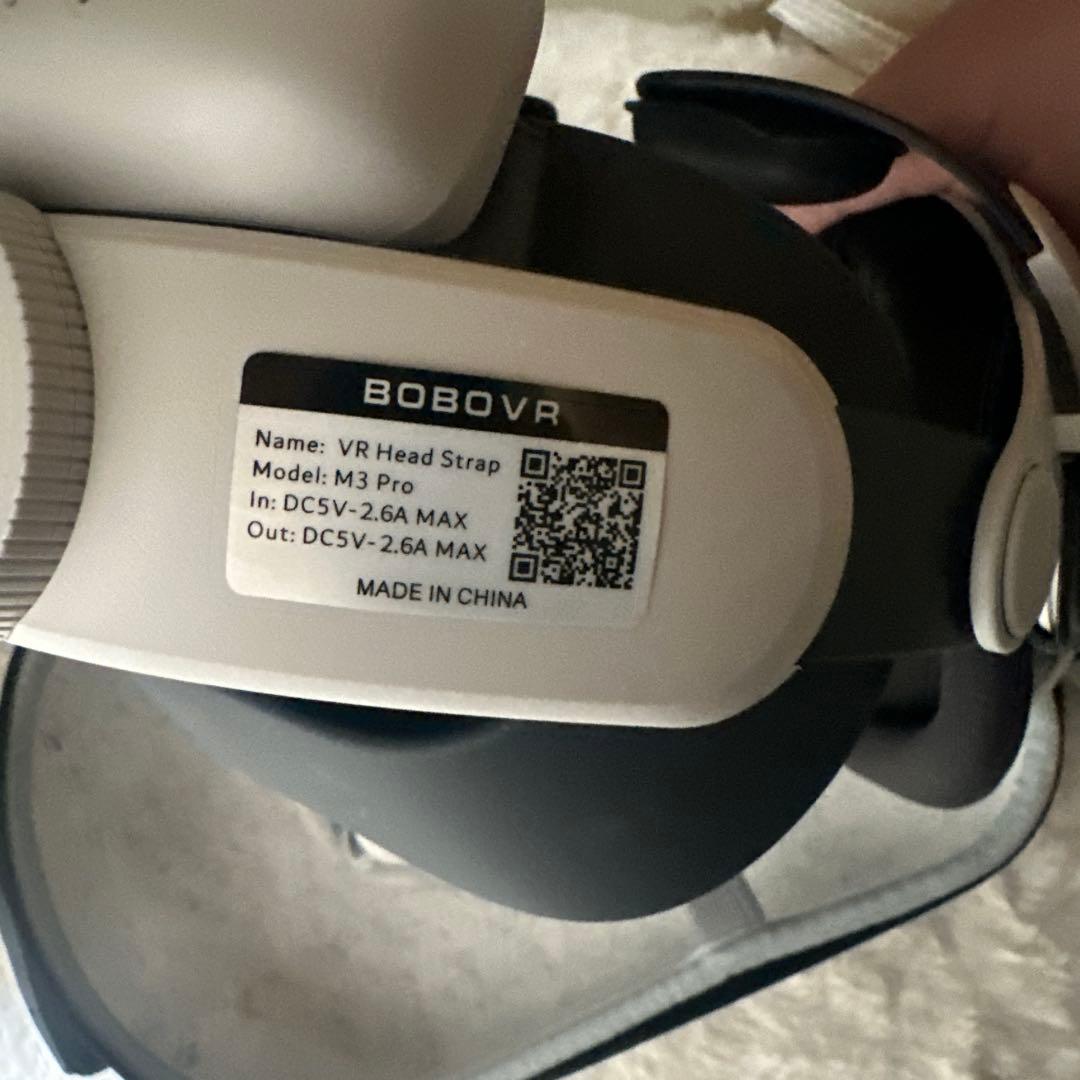 BOBOVR
Name: VR Head Strap
Model: M3 Pro
In: DC5V-2.6A MAX
Out: DC5V-2.6A MAX
MADE IN CHINA